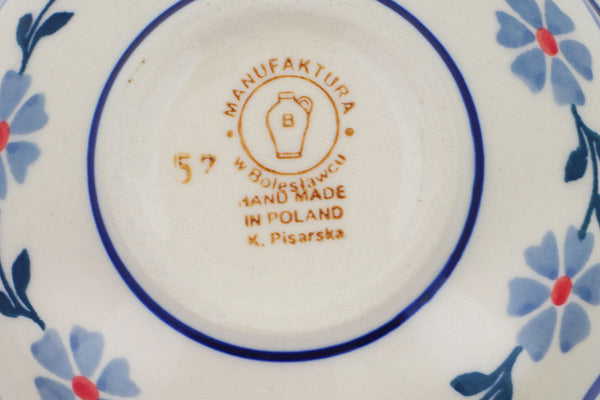 MANUFAKTURA
B
57
w Bolesławcu
HAND MADE
IN POLAND
K. Pisarska